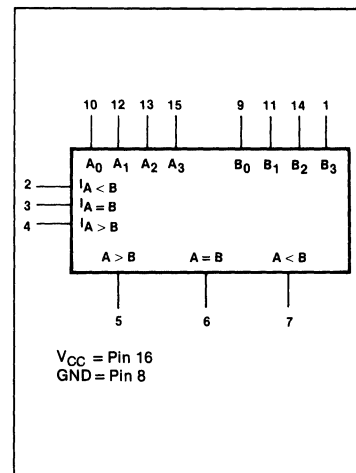 10 12 13 15 9 11 14 1
A0 A1 A2 A3 B0 B1 B2 B3
2 IA < B
3 IA = B
4 IA > B
A > B A = B A < B
5 6 7
VCC = Pin 16
GND = Pin 8